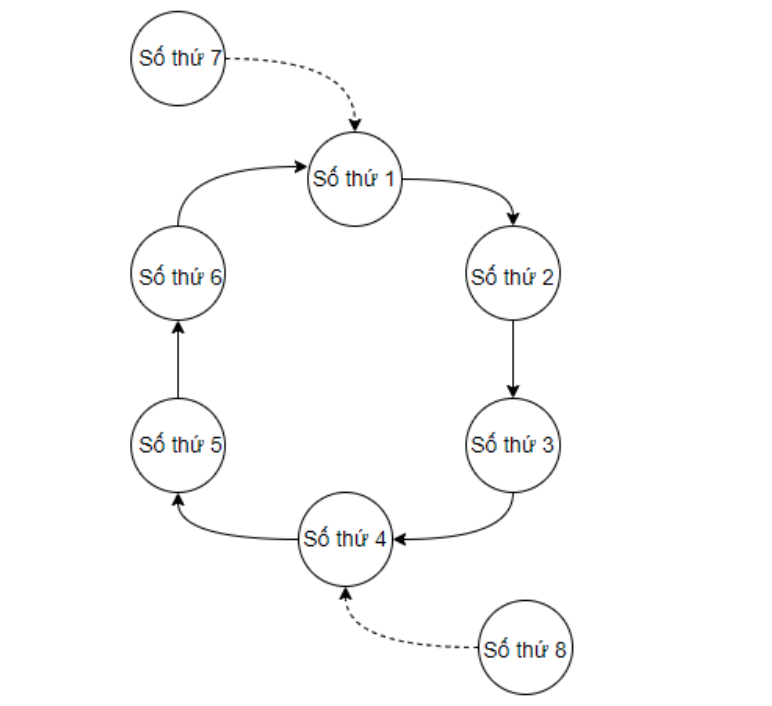 Số thứ 7
Số thứ 1
Số thứ 6
Số thứ 2
Số thứ 5
Số thứ 3
Số thứ 4
Số thứ 8